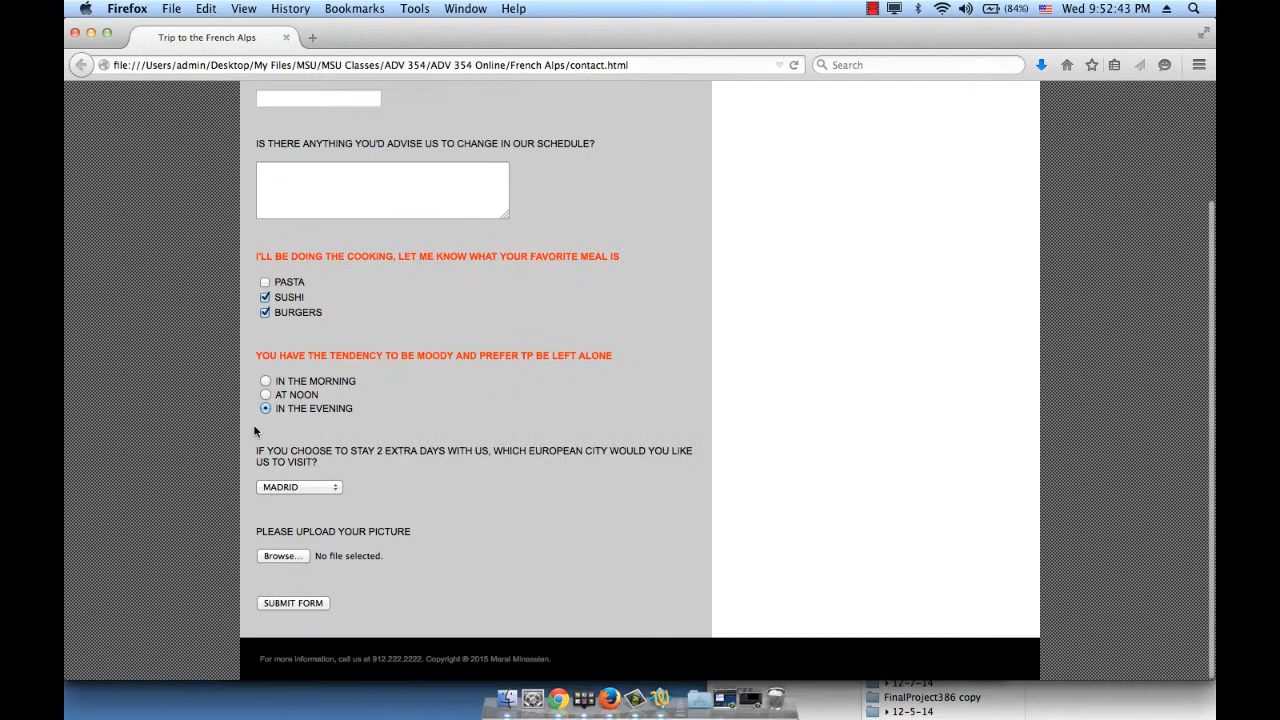 Firefox File Edit View History Bookmarks Tools Window Help (84%) Wed 9:52:43 PM
Trip to the French Alps
file:///Users/admin/Desktop/My Files/MSU/MSU Classes/ADV 354/ADV 354 Online/French Alps/contact.html Search
IS THERE ANYTHING YOU'D ADVISE US TO CHANGE IN OUR SCHEDULE?
I'LL BE DOING THE COOKING, LET ME KNOW WHAT YOUR FAVORITE MEAL IS
PASTA
SUSHI
BURGERS
YOU HAVE THE TENDENCY TO BE MOODY AND PREFER TP BE LEFT ALONE
IN THE MORNING
AT NOON
IN THE EVENING
IF YOU CHOOSE TO STAY 2 EXTRA DAYS WITH US, WHICH EUROPEAN CITY WOULD YOU LIKE
US TO VISIT?
MADRID
PLEASE UPLOAD YOUR PICTURE
Browse... No file selected.
SUBMIT FORM
For more information, call us at 912.222.2222. Copyright © 2015 Maral Minassian.
12-7-14
FinalProject386 copy
12-5-14